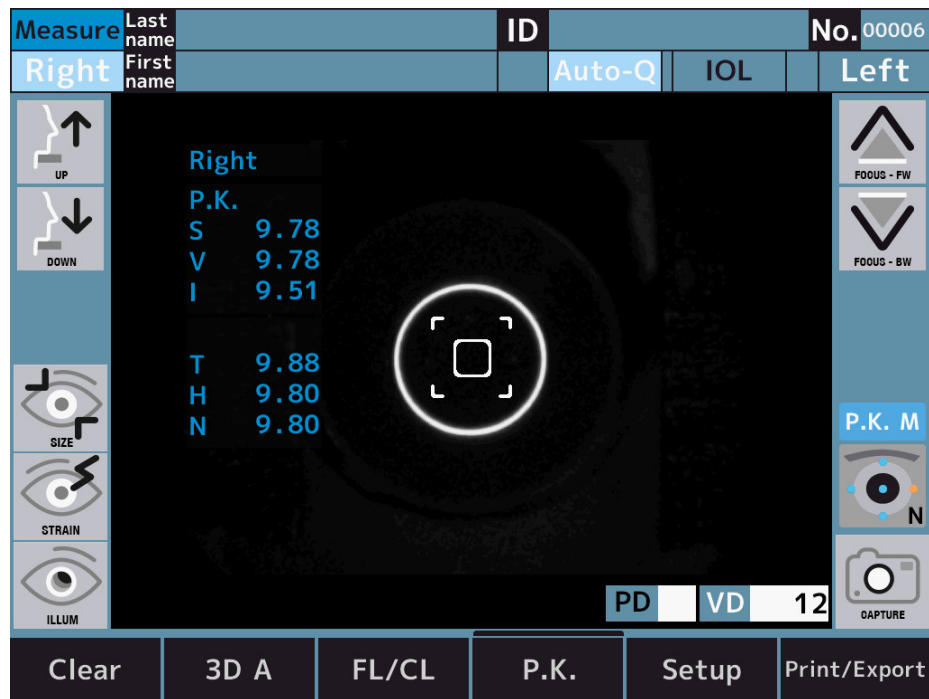 Measure Last name ID No. 00006
Right First name Auto-Q IOL Left
UP
DOWN
SIZE
STRAIN
ILLUM
Right
P.K.
S 9.78
V 9.78
I 9.51
T 9.88
H 9.80
N 9.80
FOOUS - FW
FOOUS - BW
P.K. M
N
CAPTURE
PD VD 12
Clear 3D A FL/CL P.K. Setup Print/Export